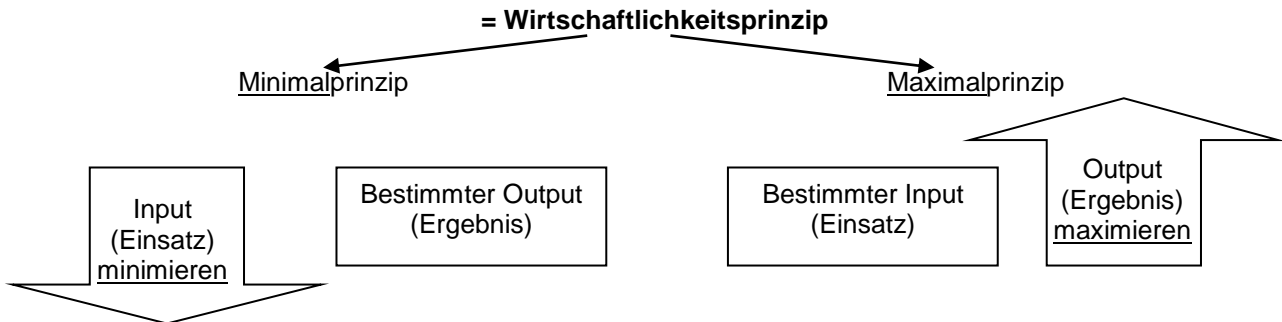 = Wirtschaftlichkeitsprinzip
Minimalprinzip
Maximalprinzip
Input
(Einsatz)
minimieren
Bestimmter Output
(Ergebnis)
Bestimmter Input
(Einsatz)
Output
(Ergebnis)
maximieren